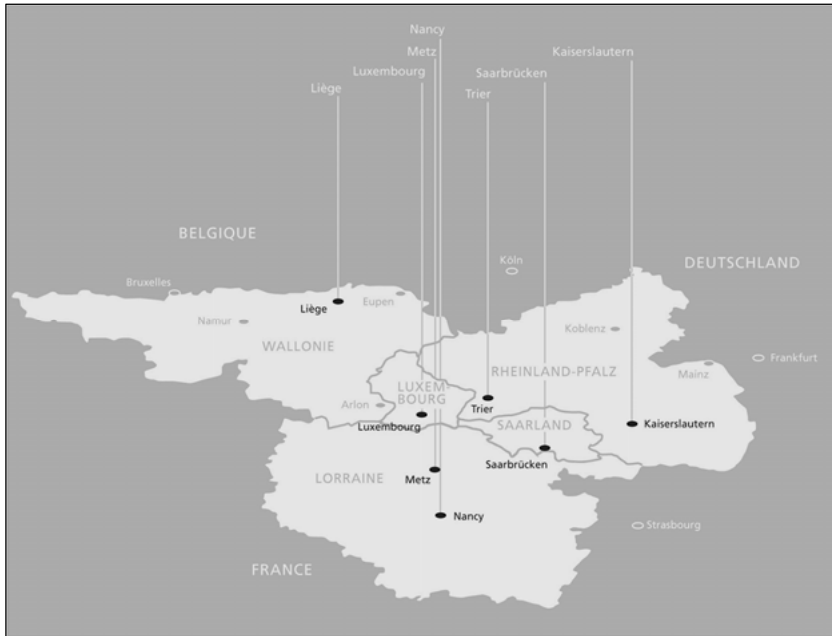 Nancy
Metz
Kaiserslautern
Luxembourg
Saarbrücken
Liège
Trier
BELGIQUE
Köln
DEUTSCHLAND
Bruxelles
Eupen
Liège
Namur
Koblenz
WALLONIE
Frankfurt
Mainz
RHEINLAND-PFALZ
LUXEM-
BOURG
Arlon
Trier
Luxembourg
SAARLAND
Kaiserslautern
Saarbrücken
LORRAINE
Metz
Nancy
Strasbourg
FRANCE